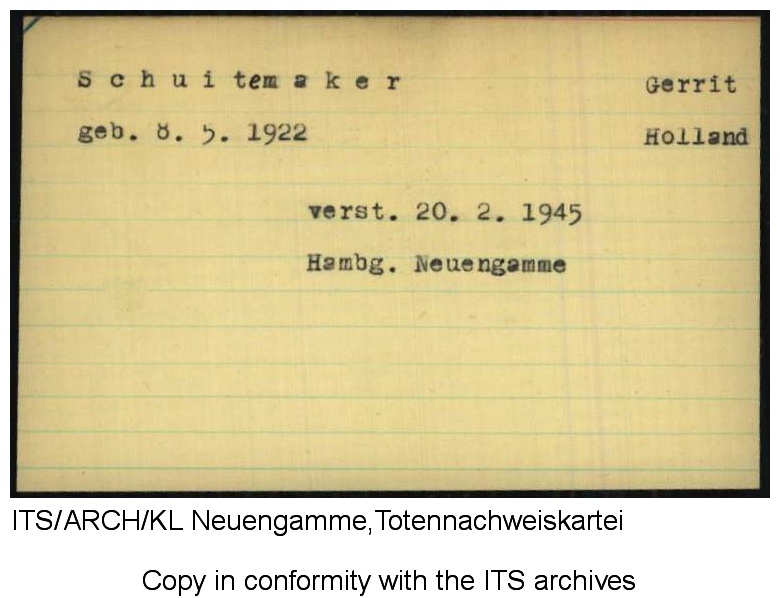 Schuitemaker Gerrit
geb. 8. 5. 1922 Holland
verst. 20. 2. 1945
Hambg. Neuengamme
ITS/ARCH/KL Neuengamme,Totennachweiskartei
Copy in conformity with the ITS archives